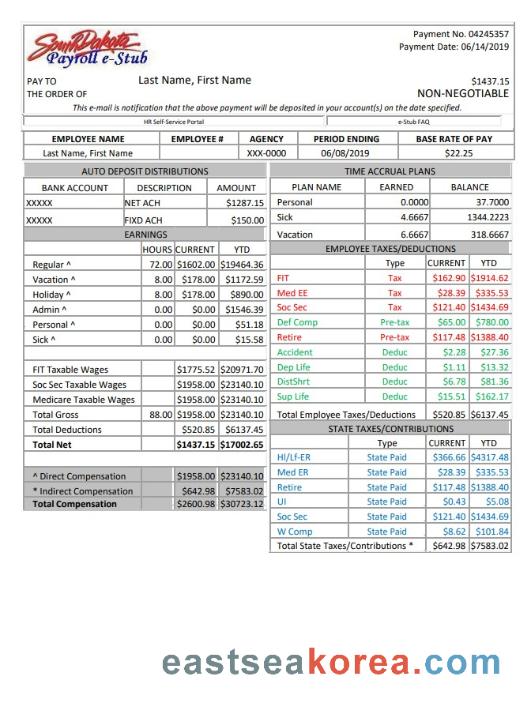 South Dakota
Payroll e-Stub
Payment No. 04245357
Payment Date: 06/14/2019
PAY TO
THE ORDER OF
Last Name, First Name
$1437.15
NON-NEGOTIABLE
This e-mail is notification that the above payment will be deposited in your account(s) on the date specified.
HR Self-Service Portal e-Stub FAQ
EMPLOYEE NAME EMPLOYEE # AGENCY PERIOD ENDING BASE RATE OF PAY
Last Name, First Name XXX-0000 06/08/2019 $22.25
AUTO DEPOSIT DISTRIBUTIONS
BANK ACCOUNT DESCRIPTION AMOUNT
XXXXX NET ACH $1287.15
XXXXX FIXD ACH $150.00
EARNINGS
HOURS CURRENT YTD
Regular ^ 72.00 $1602.00 $19464.36
Vacation ^ 8.00 $178.00 $1172.59
Holiday ^ 8.00 $178.00 $890.00
Admin ^ 0.00 $0.00 $1546.39
Personal ^ 0.00 $0.00 $51.18
Sick ^ 0.00 $0.00 $15.58
FIT Taxable Wages $1775.52 $20971.70
Soc Sec Taxable Wages $1958.00 $23140.10
Medicare Taxable Wages $1958.00 $23140.10
Total Gross 88.00 $1958.00 $23140.10
Total Deductions $520.85 $6137.45
Total Net $1437.15 $17002.65
^ Direct Compensation $1958.00 $23140.10
* Indirect Compensation $642.98 $7583.02
Total Compensation $2600.98 $30723.12
TIME ACCRUAL PLANS
PLAN NAME EARNED BALANCE
Personal 0.0000 37.7000
Sick 4.6667 1344.2223
Vacation 6.6667 318.6667
EMPLOYEE TAXES/DEDUCTIONS
Type CURRENT YTD
FIT Tax $162.90 $1914.62
Med EE Tax $28.39 $335.53
Soc Sec Tax $121.40 $1434.69
Def Comp Pre-tax $65.00 $780.00
Retire Pre-tax $117.48 $1388.40
Accident Deduc $2.28 $27.36
Dep Life Deduc $1.11 $13.32
DistShrt Deduc $6.78 $81.36
Sup Life Deduc $15.51 $162.17
Total Employee Taxes/Deductions $520.85 $6137.45
STATE TAXES/CONTRIBUTIONS
Type CURRENT YTD
HI/Lf-ER State Paid $366.66 $4317.48
Med ER State Paid $28.39 $335.53
Retire State Paid $117.48 $1388.40
UI State Paid $0.43 $5.08
Soc Sec State Paid $121.40 $1434.69
W Comp State Paid $8.62 $101.84
Total State Taxes/Contributions * $642.98 $7583.02
eastseakorea.com